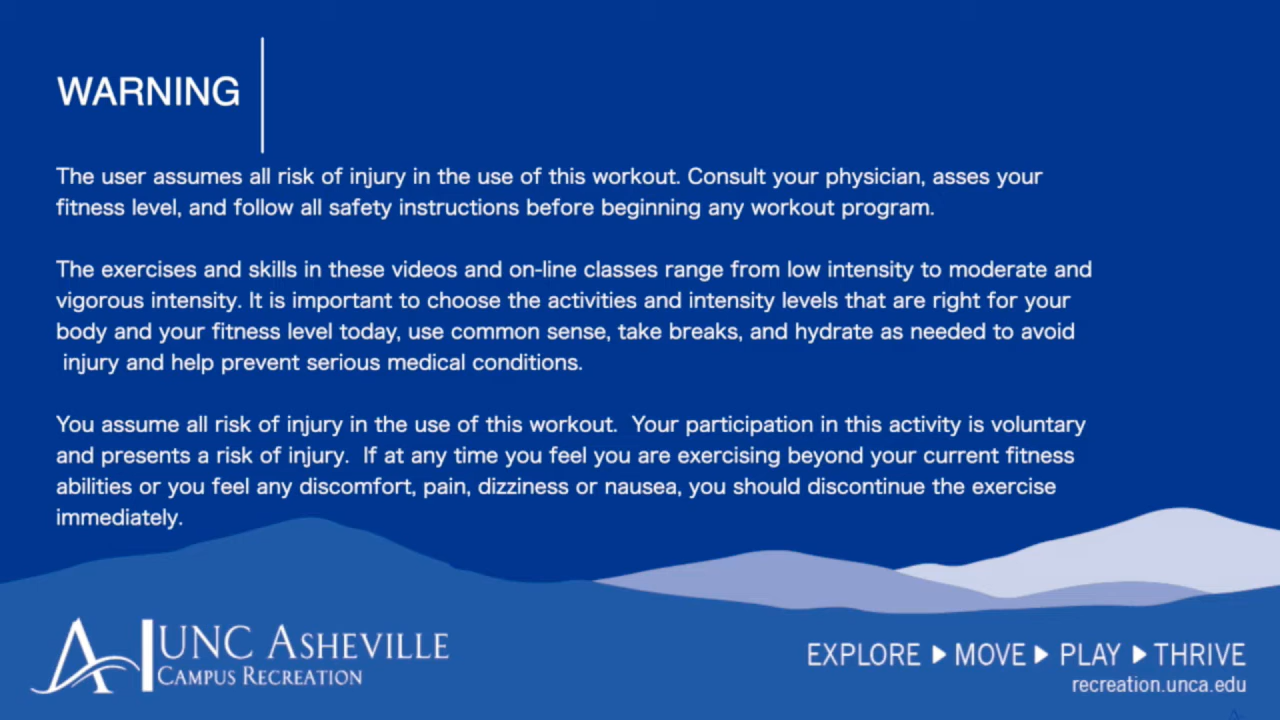 WARNING
The user assumes all risk of injury in the use of this workout. Consult your physician, asses your
fitness level, and follow all safety instructions before beginning any workout program.
The exercises and skills in these videos and on-line classes range from low intensity to moderate and
vigorous intensity. It is important to choose the activities and intensity levels that are right for your
body and your fitness level today, use common sense, take breaks, and hydrate as needed to avoid
injury and help prevent serious medical conditions.
You assume all risk of injury in the use of this workout.  Your participation in this activity is voluntary
and presents a risk of injury.  If at any time you feel you are exercising beyond your current fitness
abilities or you feel any discomfort, pain, dizziness or nausea, you should discontinue the exercise
immediately.
UNC ASHEVILLE
CAMPUS RECREATION
EXPLORE ▶ MOVE ▶ PLAY ▶ THRIVE
recreation.unca.edu